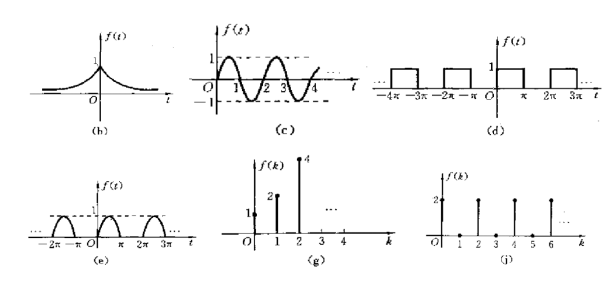 f(t)
1
O
t
(b)
f(t)
1
O
1 2 3 4
...
t
-1
(c)
f(t)
1
... ...
-4π -3π -2π -π O π 2π 3π t
(d)
f(t)
1
... ...
-2π -π O π 2π 3π t
(e)
f(k)
4
2
1
...
O 1 2 3 4 k
(g)
f(k)
2
...
O 1 2 3 4 5 6 k
(j)